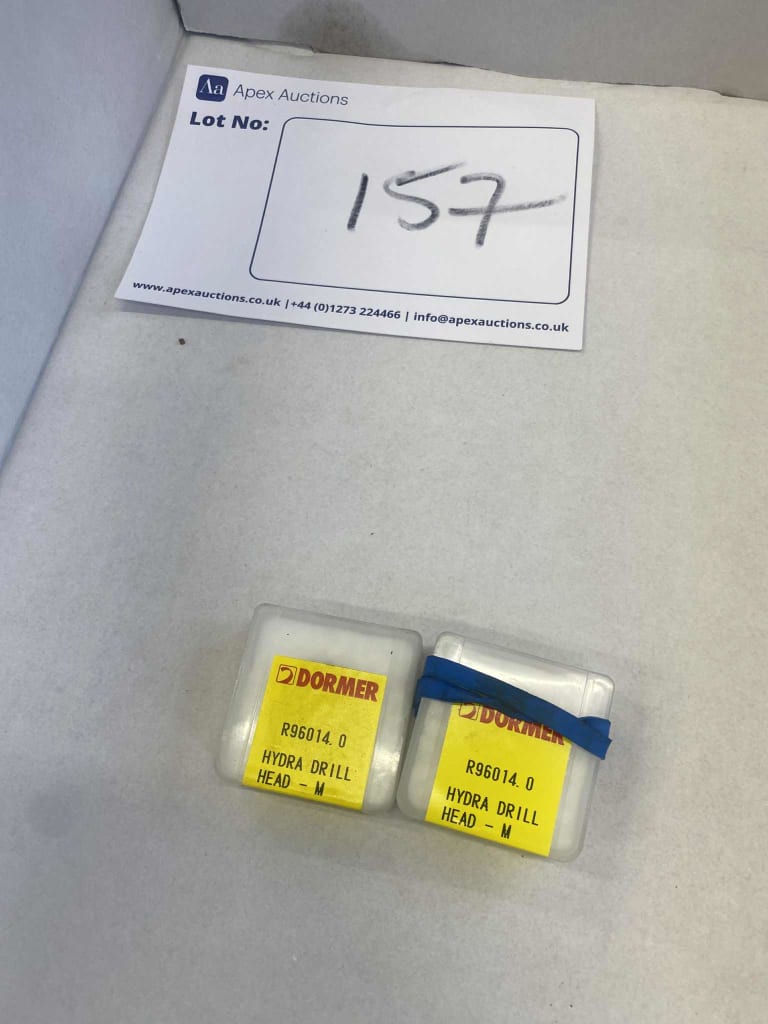 Aa Apex Auctions
Lot No:
157
www.apexauctions.co.uk |+44 (0)1273 224466 | info@apexauctions.co.uk
DORMER
R96014.0
HYDRA DRILL
HEAD - M
DORMER
R96014.0
HYDRA DRILL
HEAD - M